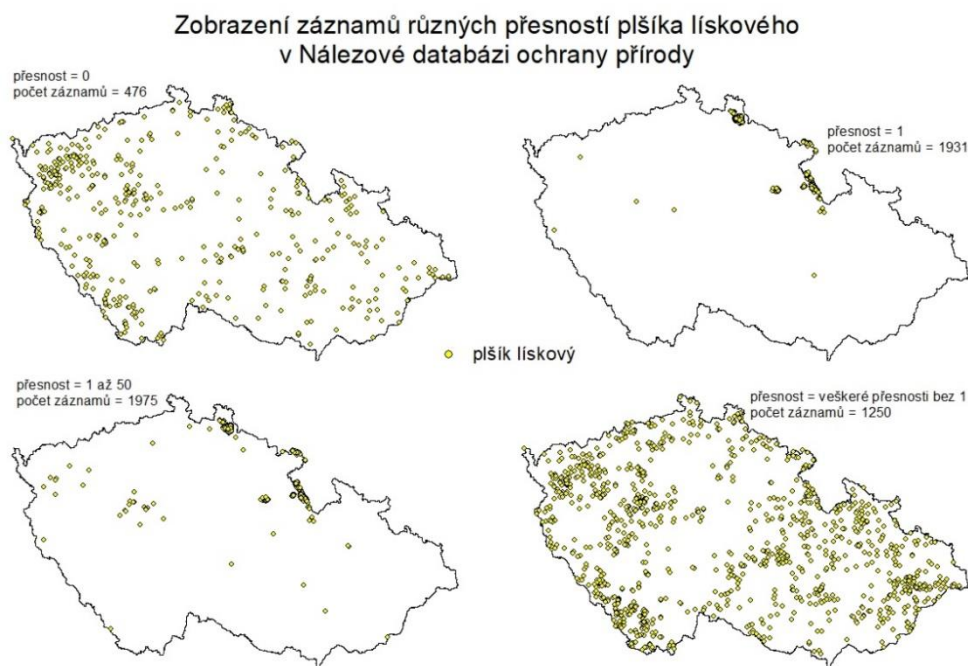 Zobrazení záznamů různých přesností plšíka lískového
v Nálezové databázi ochrany přírody
přesnost = 0
počet záznamů = 476
přesnost = 1
počet záznamů = 1931
plšík lískový
přesnost = 1 až 50
počet záznamů = 1975
přesnost = veškeré přesnosti bez 1
počet záznamů = 1250